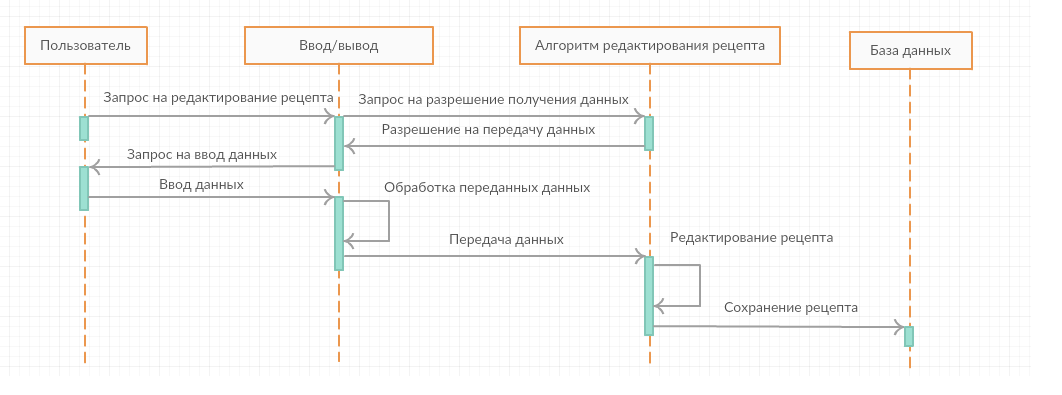 Пользователь
Ввод/вывод
Алгоритм редактирования рецепта
База данных
Запрос на редактирование рецепта
Запрос на разрешение получения данных
Разрешение на передачу данных
Запрос на ввод данных
Ввод данных
Обработка переданных данных
Передача данных
Редактирование рецепта
Сохранение рецепта